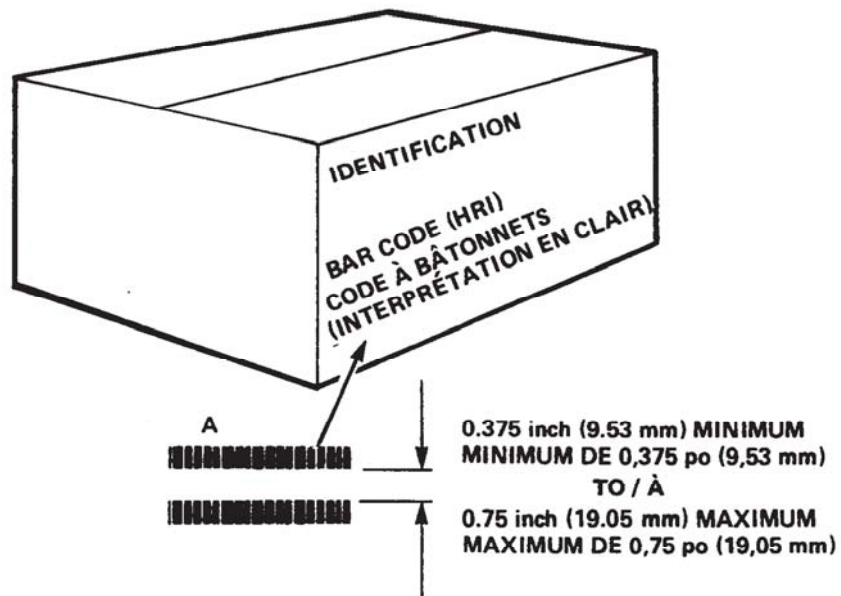 IDENTIFICATION
BAR CODE (HRI)
CODE À BÂTONNETS
(INTERPRÉTATION EN CLAIR)
A
0.375 inch (9.53 mm) MINIMUM
MINIMUM DE 0,375 po (9,53 mm)
TO / À
0.75 inch (19.05 mm) MAXIMUM
MAXIMUM DE 0,75 po (19,05 mm)